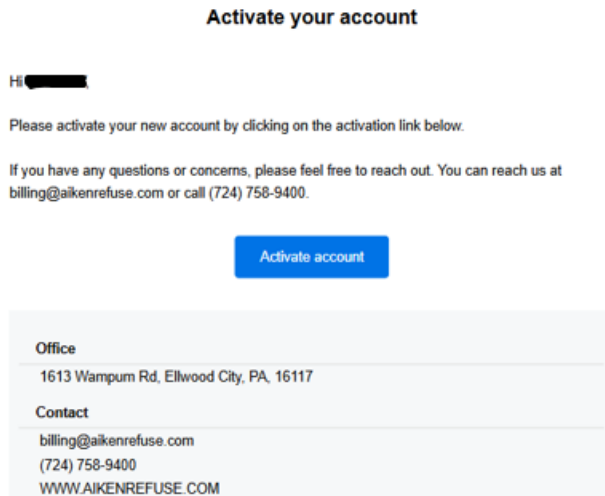 Activate your account
Hi
Please activate your new account by clicking on the activation link below.
If you have any questions or concerns, please feel free to reach out. You can reach us at
billing@aikenrefuse.com or call (724) 758-9400.
Activate account
Office
1613 Wampum Rd, Ellwood City, PA, 16117
Contact
billing@aikenrefuse.com
(724) 758-9400
WWW.AIKENREFUSE.COM